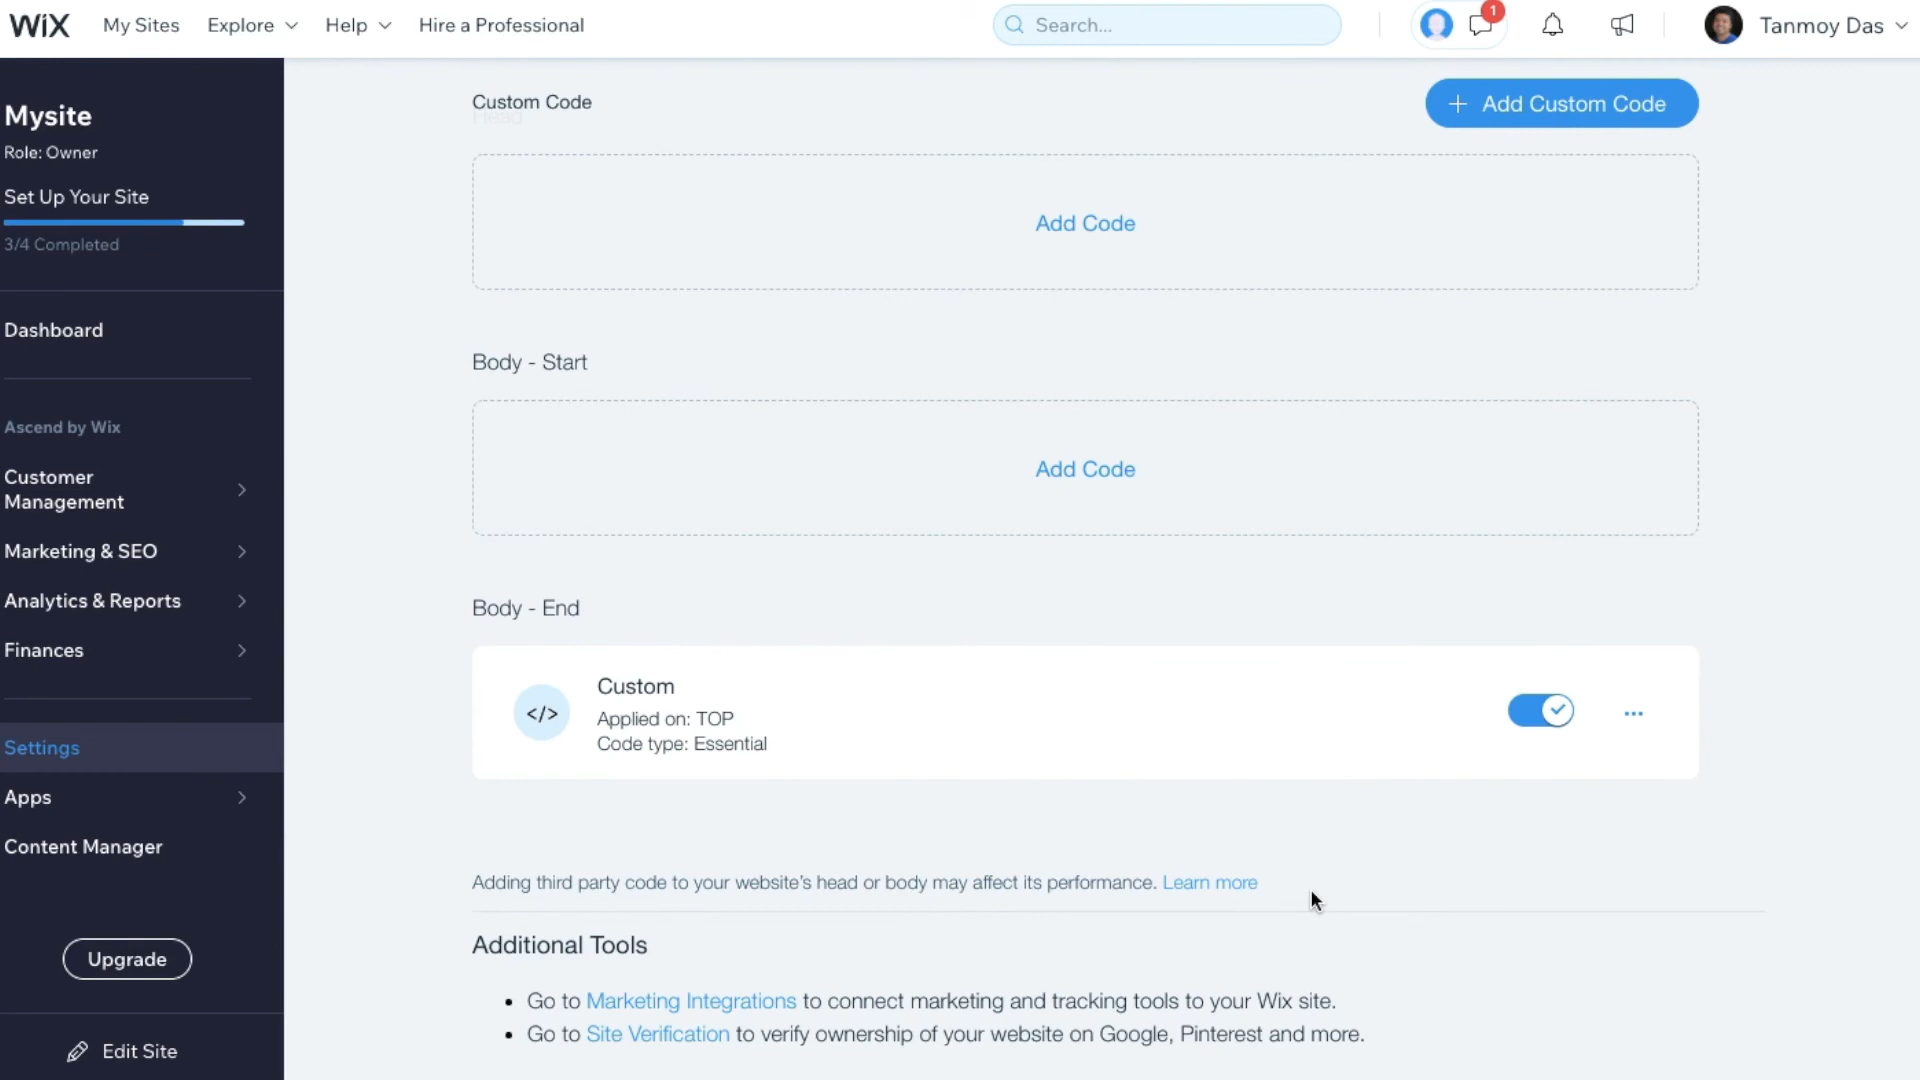 WiX My Sites Explore Help Hire a Professional Search... 1 Tanmoy Das
Mysite
Role: Owner
Set Up Your Site
3/4 Completed
Dashboard
Ascend by Wix
Customer
Management
Marketing & SEO
Analytics & Reports
Finances
Settings
Apps
Content Manager
Upgrade
Edit Site
Custom Code
Head
+ Add Custom Code
Add Code
Body - Start
Add Code
Body - End
</> Custom
Applied on: TOP
Code type: Essential
Adding third party code to your website's head or body may affect its performance. Learn more
Additional Tools
• Go to Marketing Integrations to connect marketing and tracking tools to your Wix site.
• Go to Site Verification to verify ownership of your website on Google, Pinterest and more.